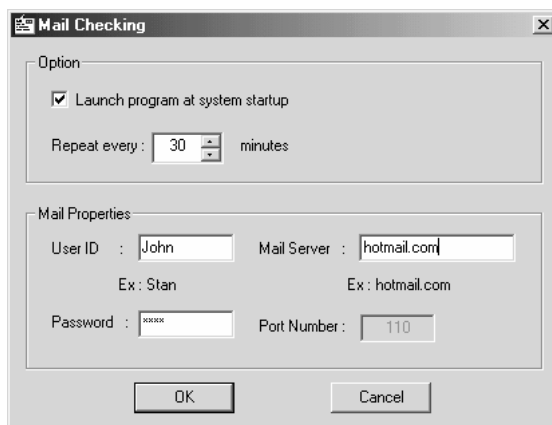 Mail Checking
Option
Launch program at system startup
Repeat every : 30 minutes
Mail Properties
User ID : John Mail Server : hotmail.com
Ex : Stan Ex : hotmail.com
Password : **** Port Number : 110
OK Cancel